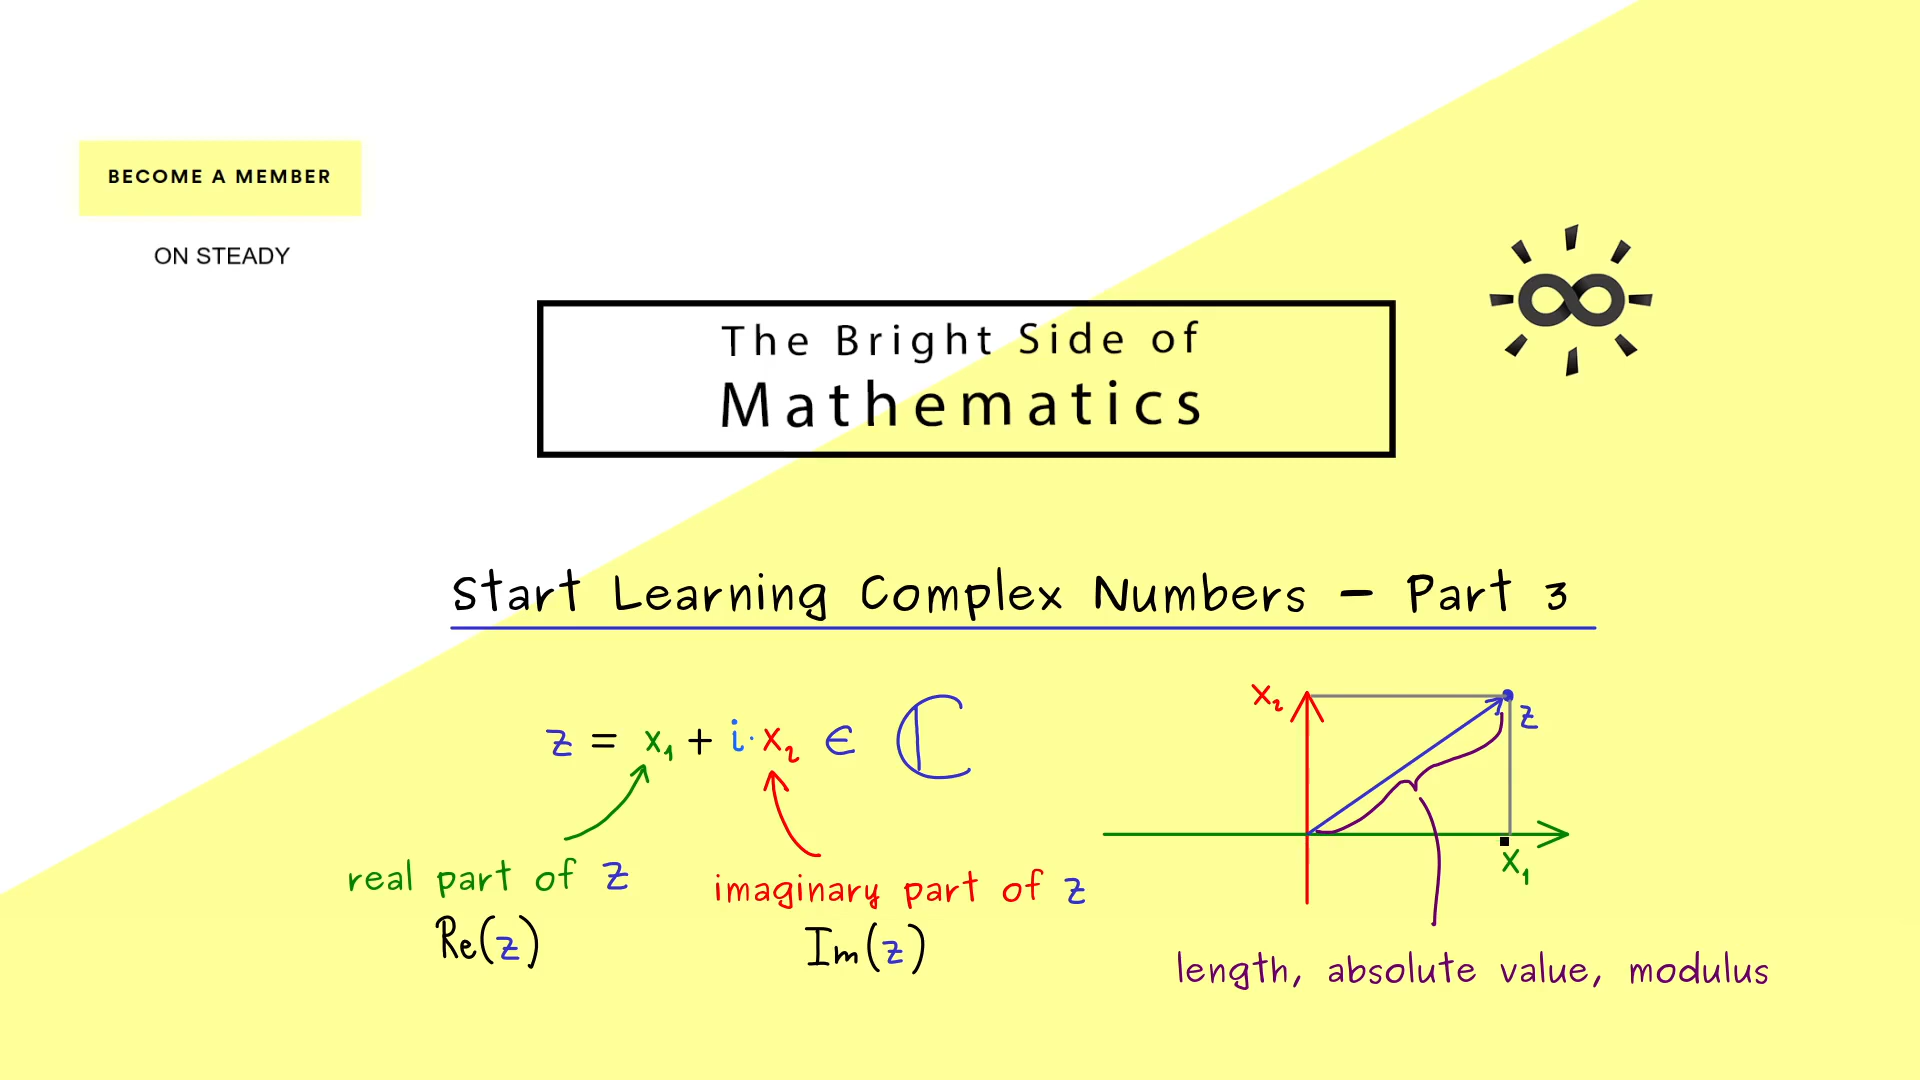 BECOME A MEMBER
ON STEADY
The Bright Side of
Mathematics
Start Learning Complex Numbers – Part 3
z = x₁ + i · x₂ ∈ ℂ
real part of z
Re(z)
imaginary part of z
Im(z)
x₂
z
x₁
length, absolute value, modulus